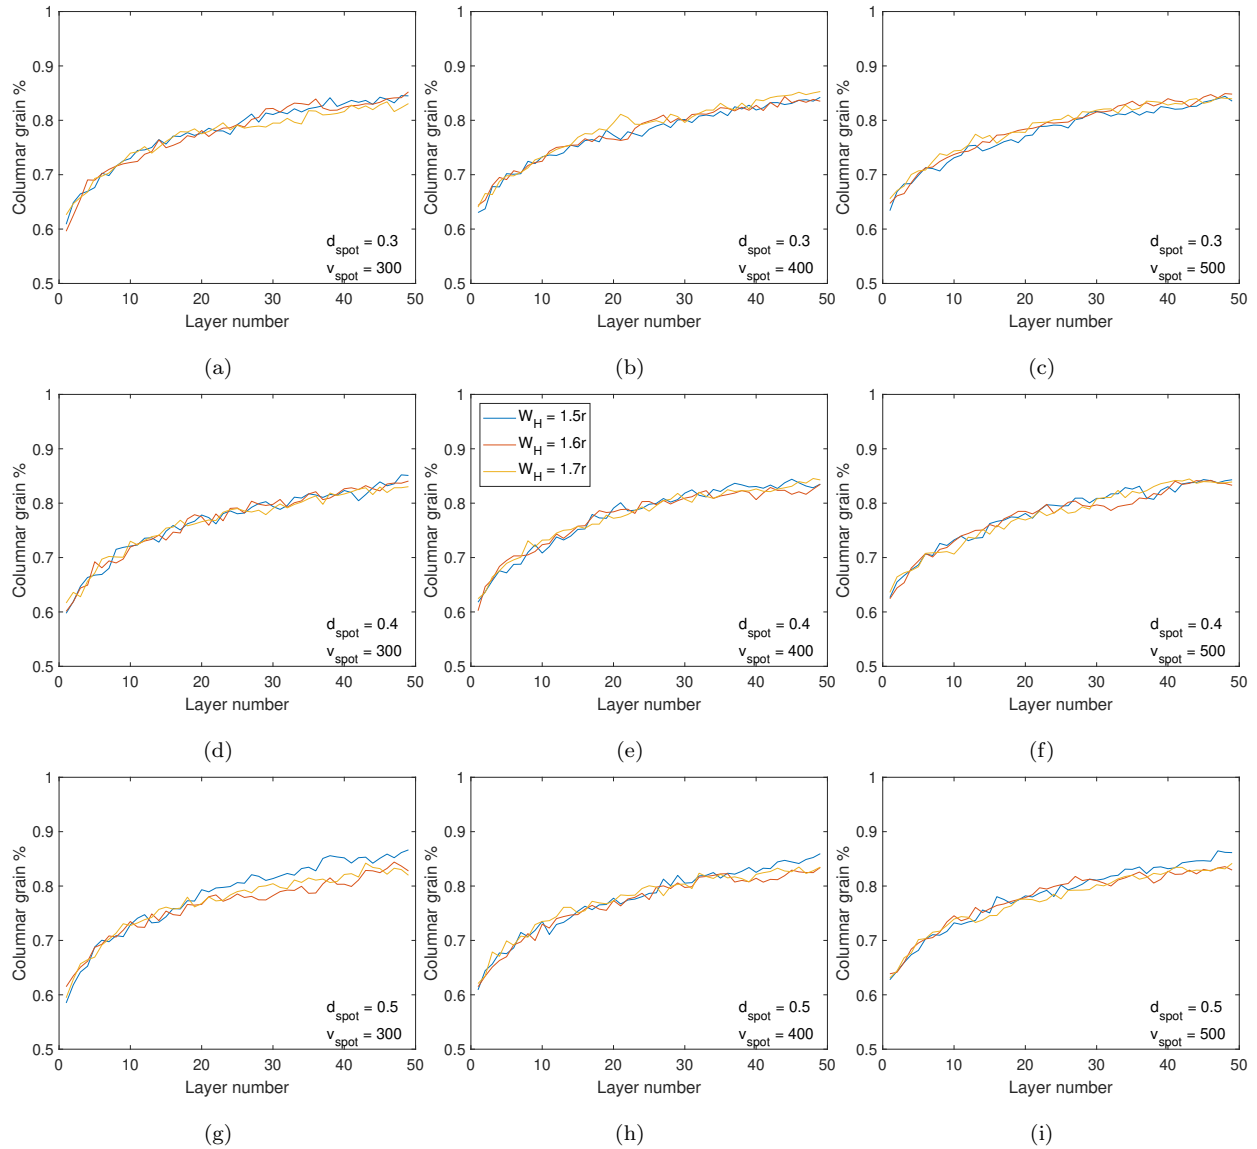 1 1 1
0.9 0.9 0.9
0.8 0.8 0.8
0.7 0.7 0.7
0.6 0.6 0.6
0.5 0.5 0.5
Columnar grain % Columnar grain % Columnar grain %
d_spot = 0.3 d_spot = 0.3 d_spot = 0.3
v_spot = 300 v_spot = 400 v_spot = 500
0 10 20 30 40 50 0 10 20 30 40 50 0 10 20 30 40 50
Layer number Layer number Layer number
(a) (b) (c)
1 1 1
0.9 0.9 0.9
0.8 0.8 0.8
0.7 0.7 0.7
0.6 0.6 0.6
0.5 0.5 0.5
Columnar grain % Columnar grain % Columnar grain %
W_H = 1.5r
W_H = 1.6r
W_H = 1.7r
d_spot = 0.4 d_spot = 0.4 d_spot = 0.4
v_spot = 300 v_spot = 400 v_spot = 500
0 10 20 30 40 50 0 10 20 30 40 50 0 10 20 30 40 50
Layer number Layer number Layer number
(d) (e) (f)
1 1 1
0.9 0.9 0.9
0.8 0.8 0.8
0.7 0.7 0.7
0.6 0.6 0.6
0.5 0.5 0.5
Columnar grain % Columnar grain % Columnar grain %
d_spot = 0.5 d_spot = 0.5 d_spot = 0.5
v_spot = 300 v_spot = 400 v_spot = 500
0 10 20 30 40 50 0 10 20 30 40 50 0 10 20 30 40 50
Layer number Layer number Layer number
(g) (h) (i)